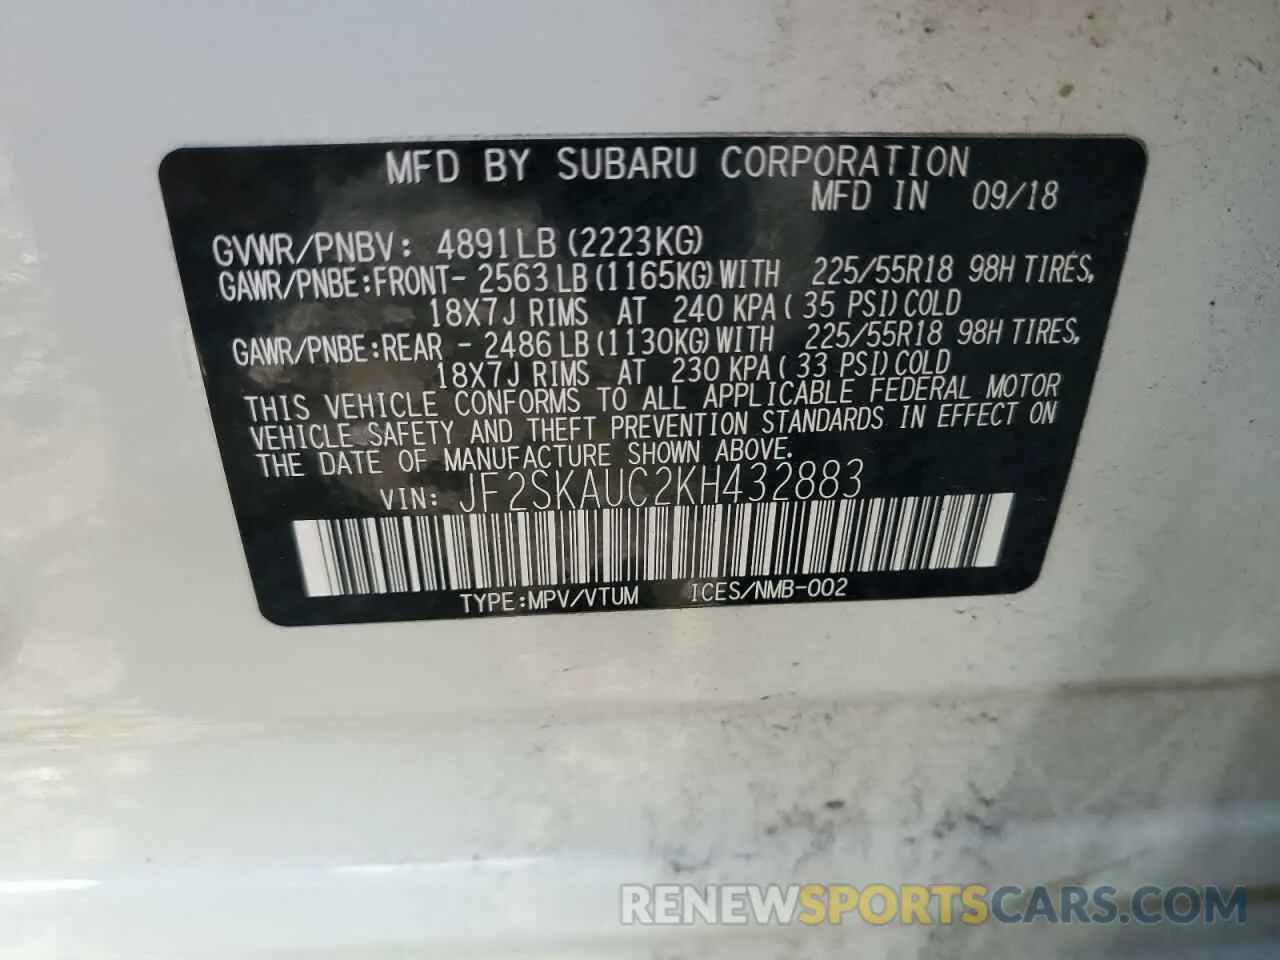 MFD BY SUBARU CORPORATION
MFD IN 09/18
GVWR/PNBV: 4891LB (2223KG)
GAWR/PNBE:FRONT- 2563 LB (1165KG) WITH 225/55R18 98H TIRES,
18X7J RIMS AT 240 KPA ( 35 PSI) COLD
GAWR/PNBE:REAR - 2486 LB (1130KG) WITH 225/55R18 98H TIRES,
18X7J RIMS AT 230 KPA ( 33 PSI) COLD
THIS VEHICLE CONFORMS TO ALL APPLICABLE FEDERAL MOTOR
VEHICLE SAFETY AND THEFT PREVENTION STANDARDS IN EFFECT ON
THE DATE OF MANUFACTURE SHOWN ABOVE.
VIN: JF2SKAUC2KH432883
TYPE:MPV/VTUM ICES/NMB-002
RENEWSPORTSCARS.COM